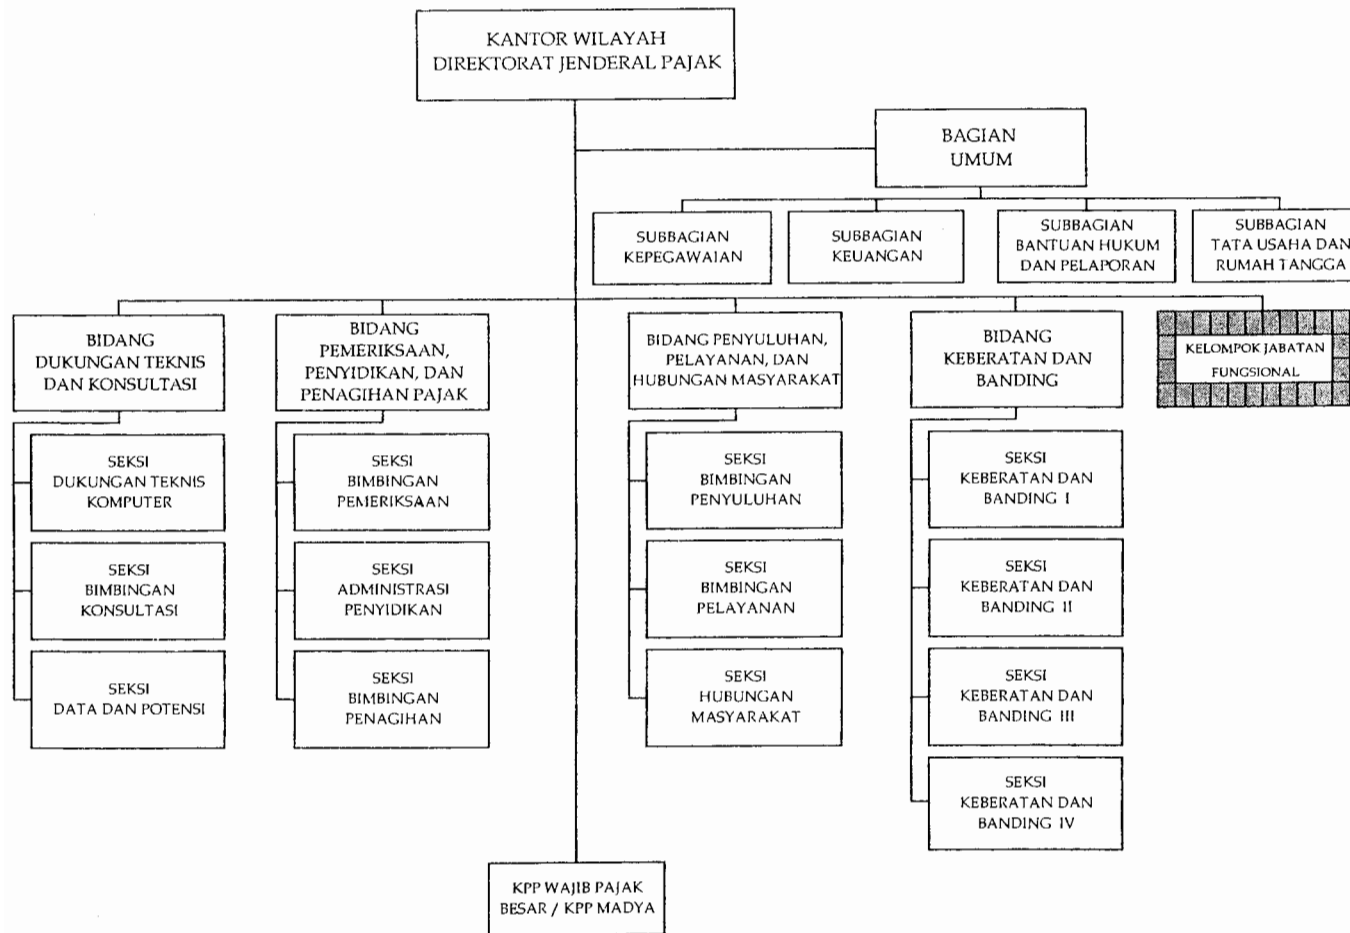 KANTOR WILAYAH
DIREKTORAT JENDERAL PAJAK
BAGIAN
UMUM
SUBBAGIAN
KEPEGAWAIAN
SUBBAGIAN
KEUANGAN
SUBBAGIAN
BANTUAN HUKUM
DAN PELAPORAN
SUBBAGIAN
TATA USAHA DAN
RUMAH TANGGA
BIDANG
DUKUNGAN TEKNIS
DAN KONSULTASI
BIDANG
PEMERIKSAAN,
PENYIDIKAN, DAN
PENAGIHAN PAJAK
BIDANG PENYULUHAN,
PELAYANAN, DAN
HUBUNGAN MASYARAKAT
BIDANG
KEBERATAN DAN
BANDING
KELOMPOK JABATAN
FUNGSIONAL
SEKSI
DUKUNGAN TEKNIS
KOMPUTER
SEKSI
BIMBINGAN
PEMERIKSAAN
SEKSI
BIMBINGAN
PENYULUHAN
SEKSI
KEBERATAN DAN
BANDING I
SEKSI
BIMBINGAN
KONSULTASI
SEKSI
ADMINISTRASI
PENYIDIKAN
SEKSI
BIMBINGAN
PELAYANAN
SEKSI
KEBERATAN DAN
BANDING II
SEKSI
DATA DAN POTENSI
SEKSI
BIMBINGAN
PENAGIHAN
SEKSI
HUBUNGAN
MASYARAKAT
SEKSI
KEBERATAN DAN
BANDING III
SEKSI
KEBERATAN DAN
BANDING IV
KPP WAJIB PAJAK
BESAR / KPP MADYA